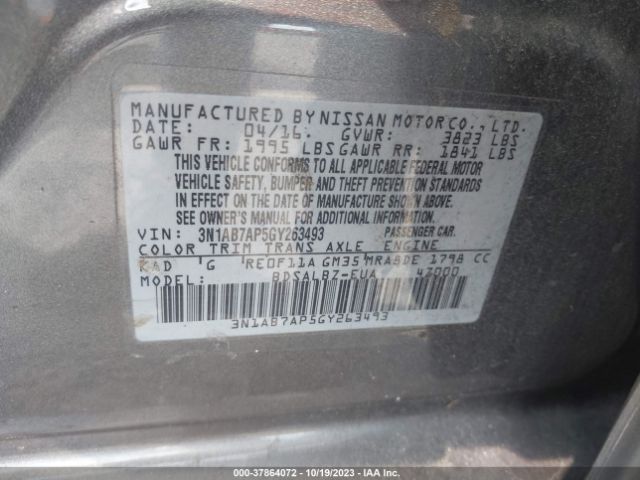 MANUFACTURED BY NISSAN MOTOR CO., LTD.
DATE: 04/16. GVWR: 3823 LBS
GAWR FR: 1995 LBS GAWR RR: 1841 LBS
THIS VEHICLE CONFORMS TO ALL APPLICABLE FEDERAL MOTOR
VEHICLE SAFETY, BUMPER AND THEFT PREVENTION STANDARDS
IN EFFECT ON THE DATE OF MANUFACTURE SHOWN ABOVE.
SEE OWNER'S MANUAL FOR ADDITIONAL INFORMATION.
VIN: 3N1AB7AP5GY263493 PASSENGER CAR.
COLOR TRIM TRANS AXLE ENGINE
KAD G RE0F11A GM35 MRA8DE 1798 CC
MODEL: BDSALBZ-EUA 47000
3N1AB7AP5GY263493
000-37864072 | 10/19/2023 | IAA Inc.